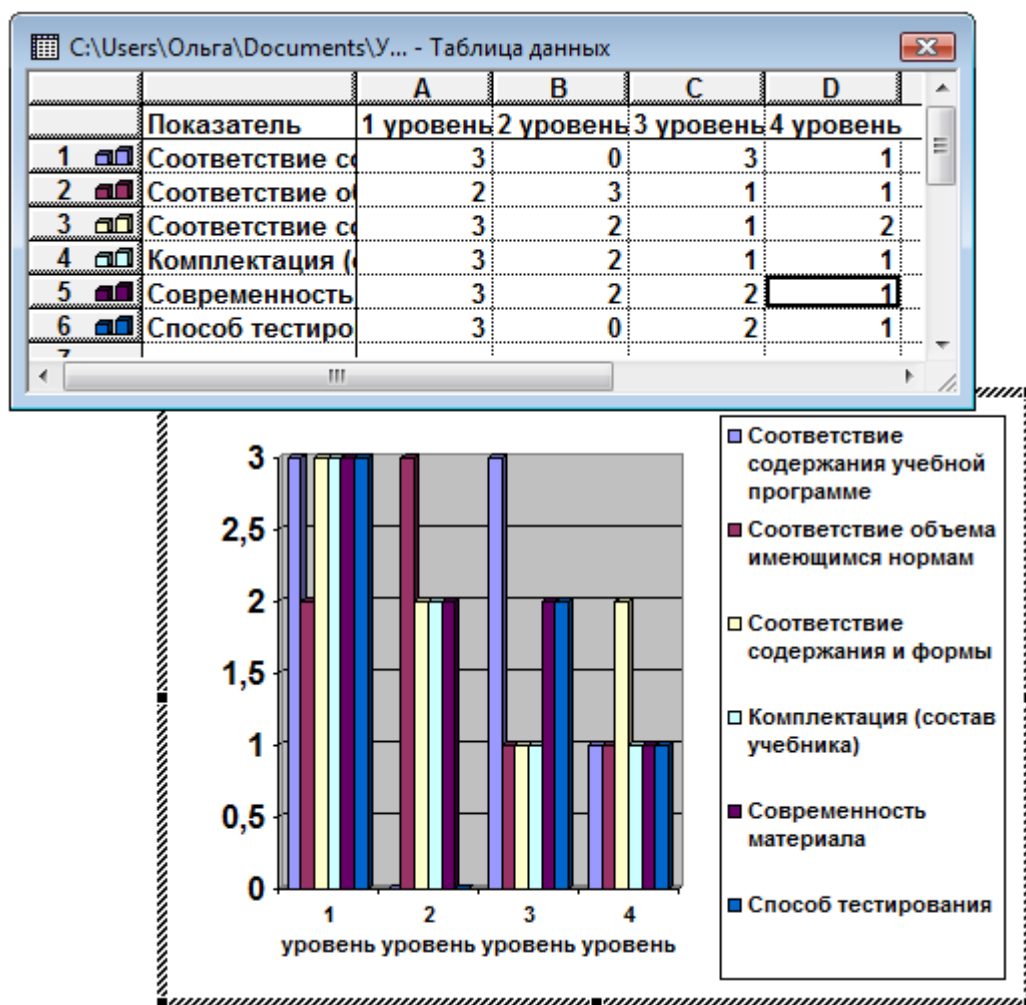 C:\Users\Ольга\Documents\У... - Таблица данных
A B C D
Показатель 1 уровень 2 уровень 3 уровень 4 уровень
1 Соответствие со 3 0 3 1
2 Соответствие об 2 3 1 1
3 Соответствие со 3 2 1 2
4 Комплектация (с 3 2 1 1
5 Современность 3 2 2 1
6 Способ тестиро 3 0 2 1
7
3
2,5
2
1,5
1
0,5
0
1 2 3 4
уровень уровень уровень уровень
Соответствие
содержания учебной
программе
Соответствие объема
имеющимся нормам
Соответствие
содержания и формы
Комплектация (состав
учебника)
Современность
материала
Способ тестирования